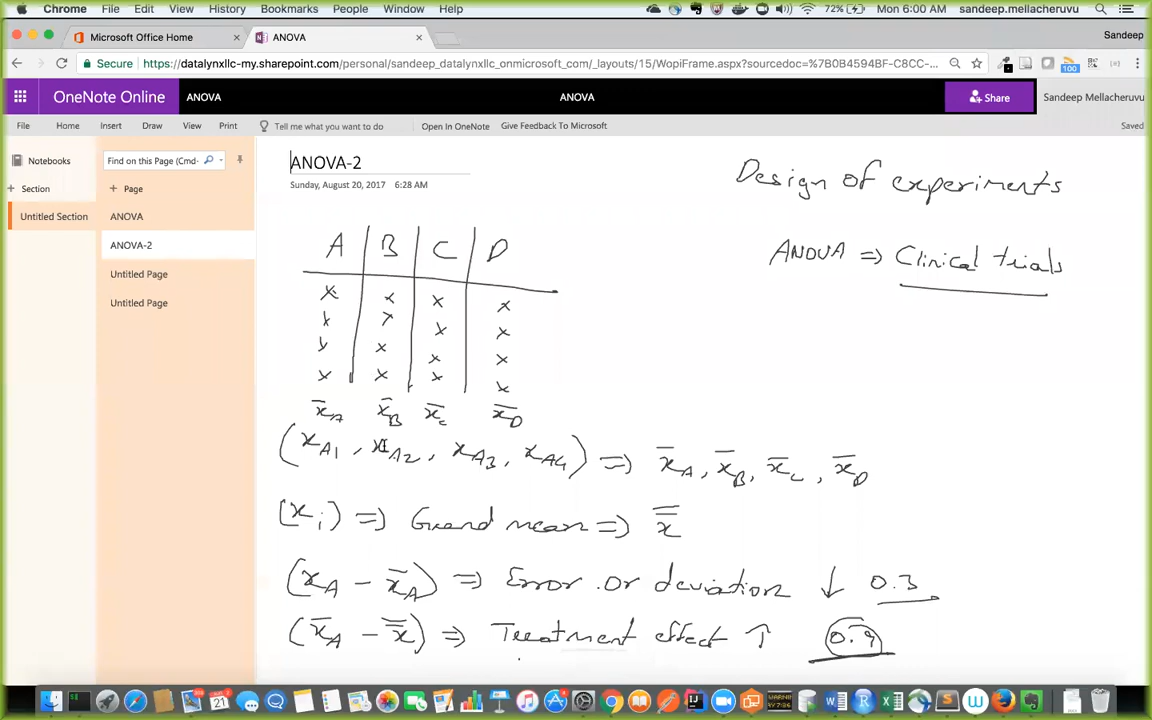 Chrome File Edit View History Bookmarks People Window Help 72% Mon 6:00 AM sandeep.mellacheruvu
Microsoft Office Home × ANOVA × Sandeep
Secure https://datalynxllc-my.sharepoint.com/personal/sandeep_datalynxllc_onmicrosoft_com/_layouts/15/WopiFrame.aspx?sourcedoc=%7B0B4594BF-C8CC-... 100
OneNote Online ANOVA ANOVA Share Sandeep Mellacheruvu
File Home Insert Draw View Print Tell me what you want to do Open In OneNote Give Feedback To Microsoft Saved
Notebooks Find on this Page (Cmd-
+ Section + Page
Untitled Section ANOVA
ANOVA-2
Untitled Page
Untitled Page
ANOVA-2
Sunday, August 20, 2017 6:28 AM
Design of experiments
ANOVA => Clinical trials
A B C D
x x x x
x x x x
x x x x
x x x x
x̄A x̄B x̄C x̄D
(xA1, xA2, xA3, xA4) => x̄A, x̄B, x̄C, x̄D
(xi) => Grand mean => x̿
(xA - x̄A) => Error or deviation ↓ 0.3
(x̄A - x̿) => Treatment effect ↑ 0.9